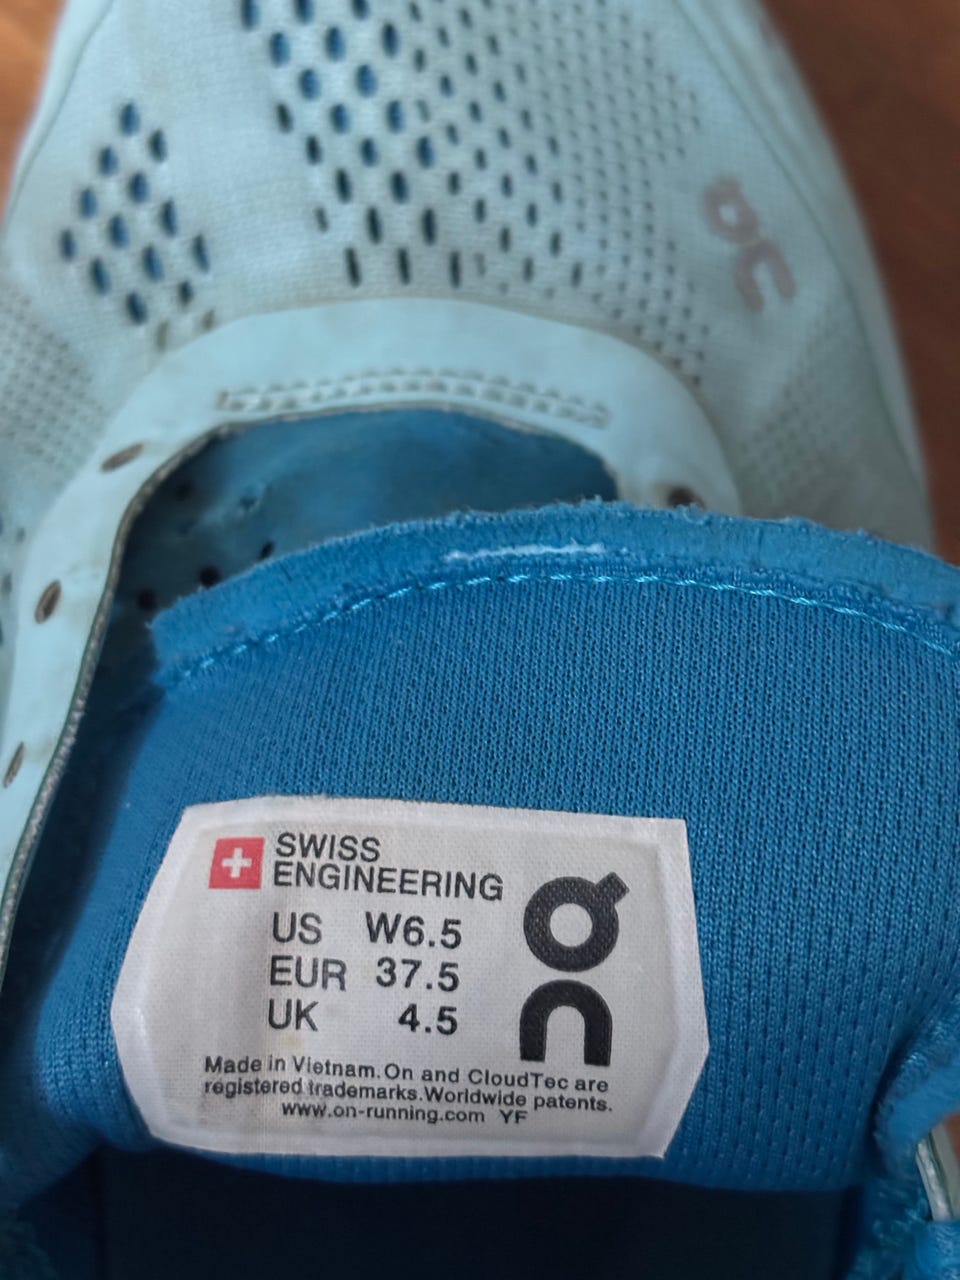 SWISS
ENGINEERING
US W6.5
EUR 37.5
UK 4.5
On
Made in Vietnam. On and CloudTec are
registered trademarks. Worldwide patents.
www.on-running.com YF